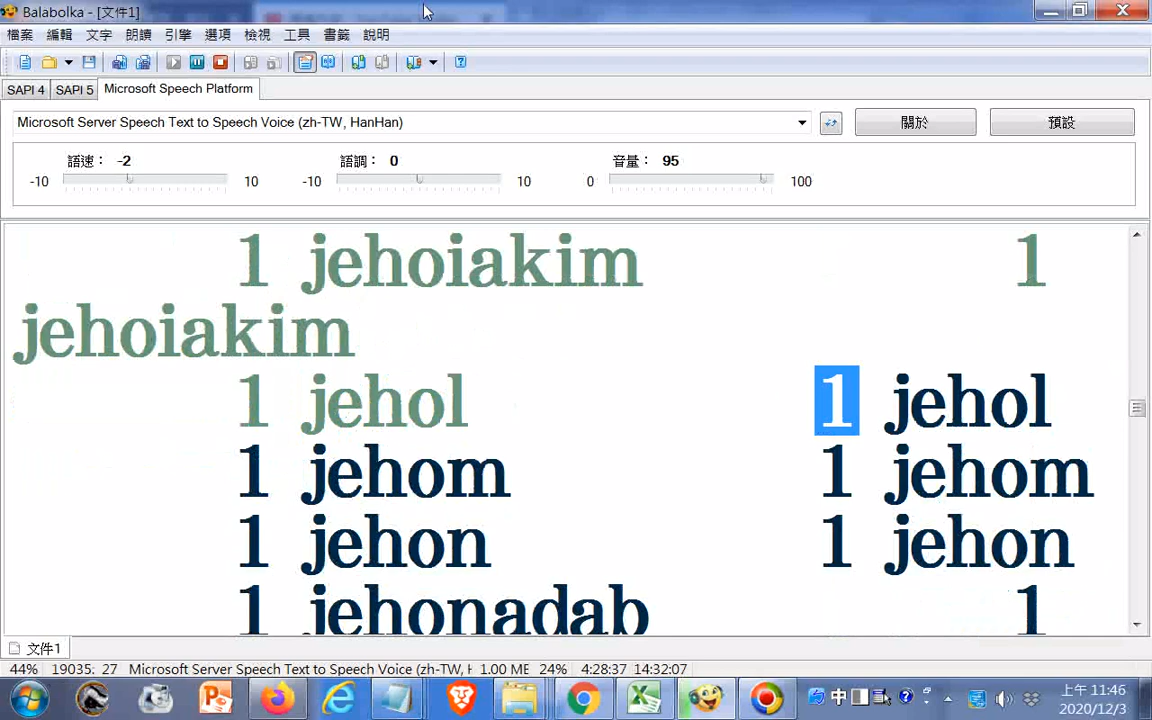 Balabolka - [文件1]
檔案 編輯 文字 朗讀 引擎 選項 檢視 工具 書籤 說明
SAPI 4 SAPI 5 Microsoft Speech Platform
Microsoft Server Speech Text to Speech Voice (zh-TW, HanHan) 關於 預設
語速： -2 語調： 0 音量： 95
-10 10 -10 10 0 100
1 jehoiakim 1
jehoiakim
1 jehol 1 jehol
1 jehom 1 jehom
1 jehon 1 jehon
1 jehonadab 1
文件1
44% 19035: 27 Microsoft Server Speech Text to Speech Voice (zh-TW, 1.00 ME 24% 4:28:37 14:32:07
中 上午 11:46
2020/12/3